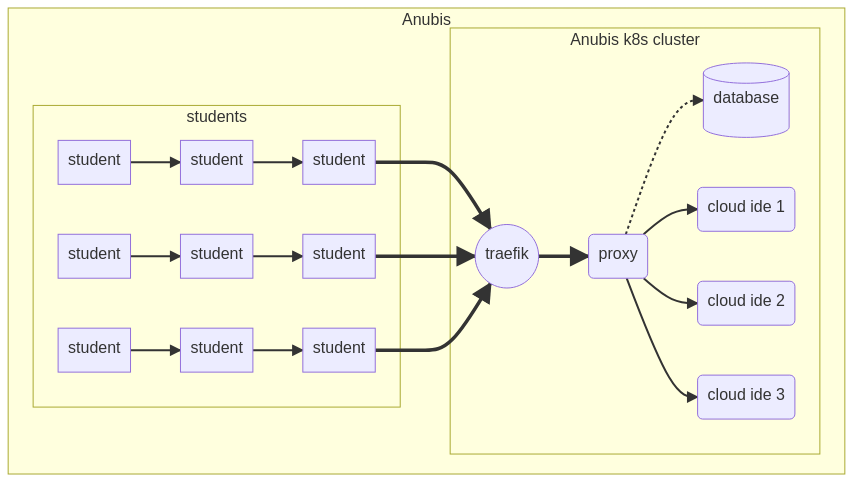 Anubis
Anubis k8s cluster
students
student
student
student
student
student
student
student
student
student
traefik
proxy
database
cloud ide 1
cloud ide 2
cloud ide 3